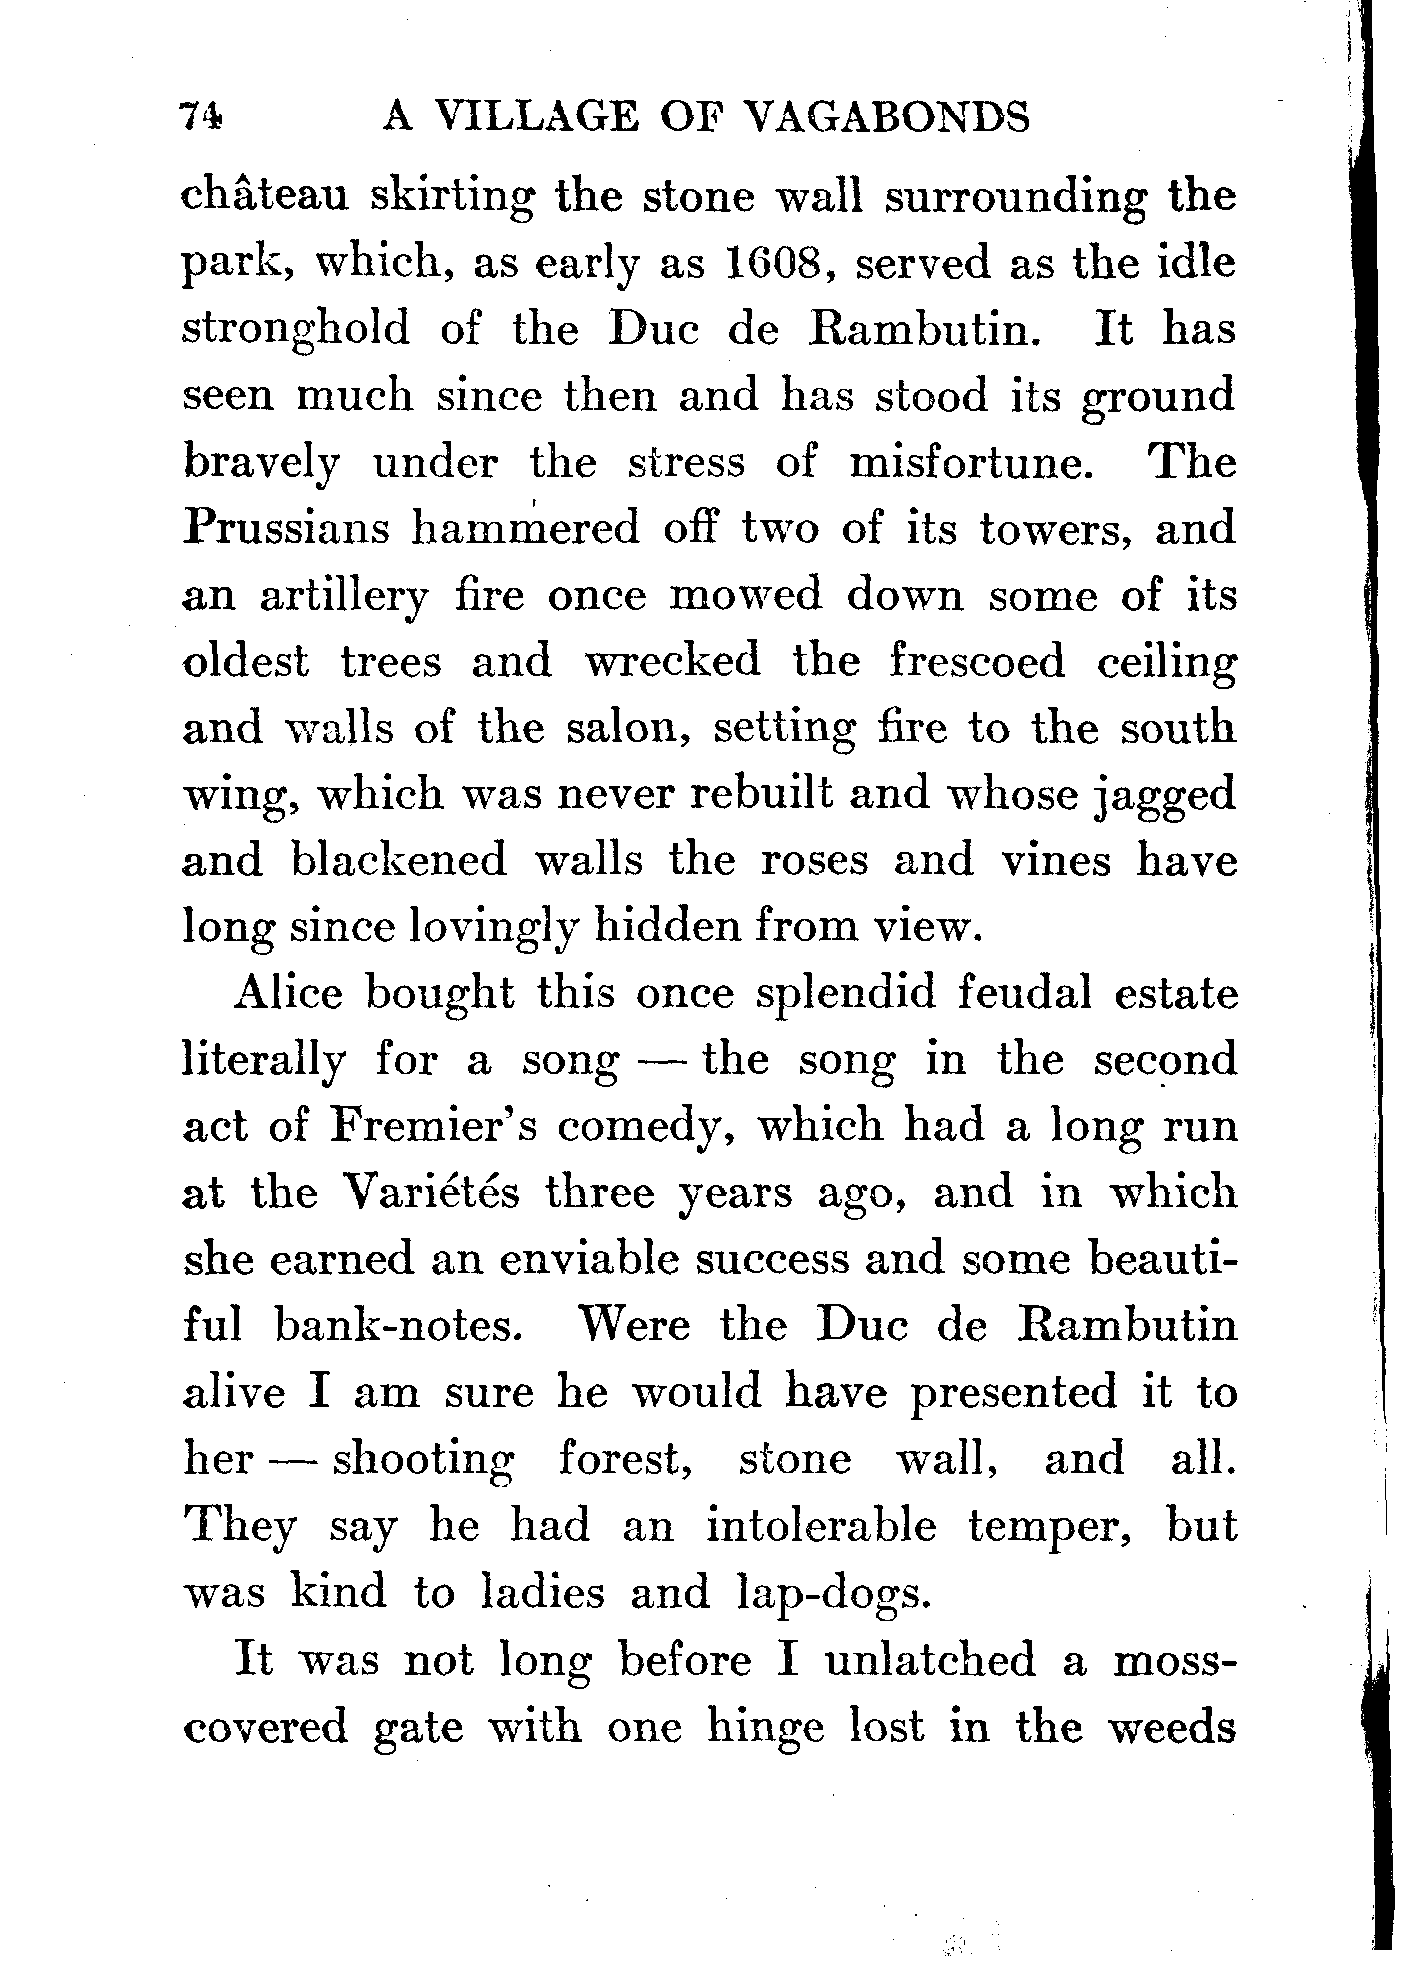 74 A VILLAGE OF VAGABONDS
château skirting the stone wall surrounding the
park, which, as early as 1608, served as the idle
stronghold of the Duc de Rambutin. It has
seen much since then and has stood its ground
bravely under the stress of misfortune. The
Prussians hammered off two of its towers, and
an artillery fire once mowed down some of its
oldest trees and wrecked the frescoed ceiling
and walls of the salon, setting fire to the south
wing, which was never rebuilt and whose jagged
and blackened walls the roses and vines have
long since lovingly hidden from view.
Alice bought this once splendid feudal estate
literally for a song — the song in the second
act of Fremier's comedy, which had a long run
at the Variétés three years ago, and in which
she earned an enviable success and some beauti-
ful bank-notes. Were the Duc de Rambutin
alive I am sure he would have presented it to
her — shooting forest, stone wall, and all.
They say he had an intolerable temper, but
was kind to ladies and lap-dogs.
It was not long before I unlatched a moss-
covered gate with one hinge lost in the weeds